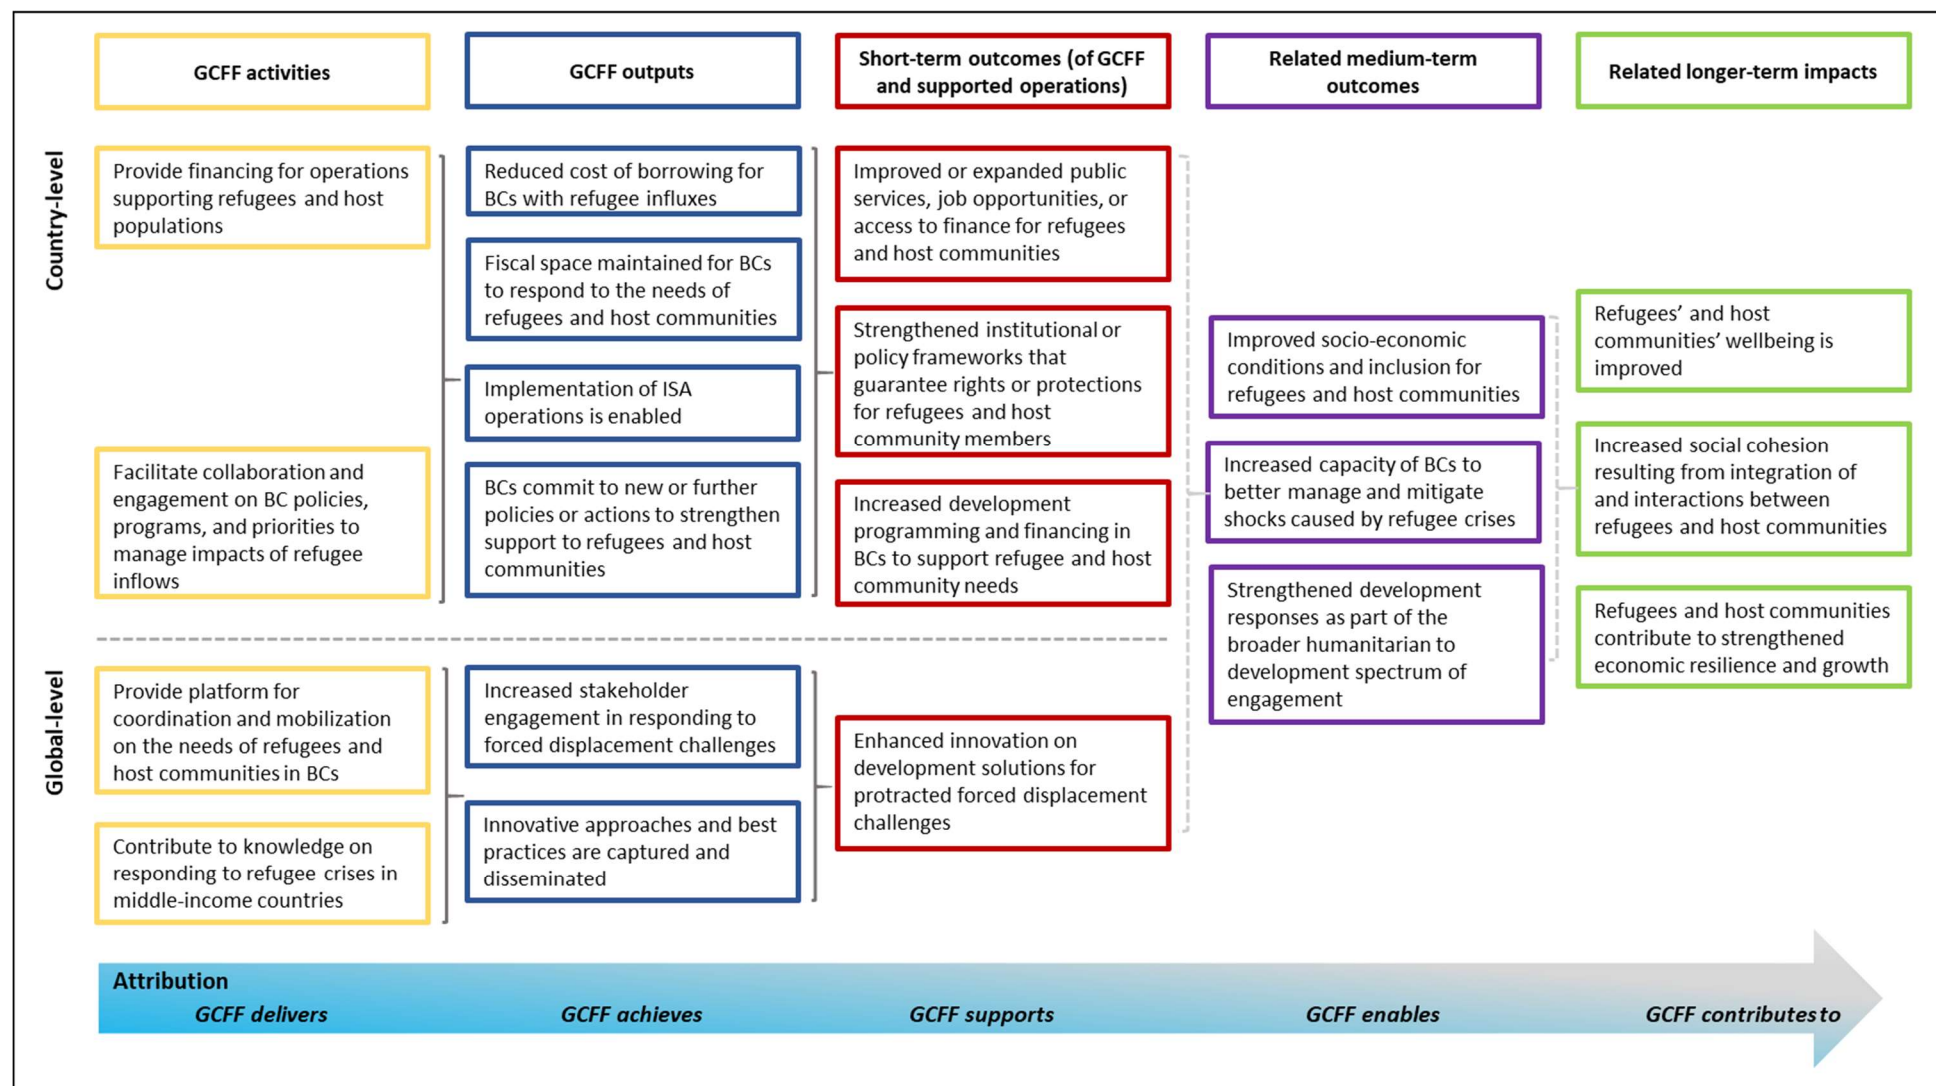 GCFF activities
GCFF outputs
Short-term outcomes (of GCFF
and supported operations)
Related medium-term
outcomes
Related longer-term impacts
Country-level
Provide financing for operations
supporting refugees and host
populations
Facilitate collaboration and
engagement on BC policies,
programs, and priorities to
manage impacts of refugee
inflows
Reduced cost of borrowing for
BCs with refugee influxes
Fiscal space maintained for BCs
to respond to the needs of
refugees and host communities
Implementation of ISA
operations is enabled
BCs commit to new or further
policies or actions to strengthen
support to refugees and host
communities
Improved or expanded public
services, job opportunities, or
access to finance for refugees
and host communities
Strengthened institutional or
policy frameworks that
guarantee rights or protections
for refugees and host
community members
Increased development
programming and financing in
BCs to support refugee and host
community needs
Global-level
Provide platform for
coordination and mobilization
on the needs of refugees and
host communities in BCs
Contribute to knowledge on
responding to refugee crises in
middle-income countries
Increased stakeholder
engagement in responding to
forced displacement challenges
Innovative approaches and best
practices are captured and
disseminated
Enhanced innovation on
development solutions for
protracted forced displacement
challenges
Improved socio-economic
conditions and inclusion for
refugees and host communities
Increased capacity of BCs to
better manage and mitigate
shocks caused by refugee crises
Strengthened development
responses as part of the
broader humanitarian to
development spectrum of
engagement
Refugees’ and host
communities’ wellbeing is
improved
Increased social cohesion
resulting from integration of
and interactions between
refugees and host communities
Refugees and host communities
contribute to strengthened
economic resilience and growth
Attribution
GCFF delivers
GCFF achieves
GCFF supports
GCFF enables
GCFF contributes to